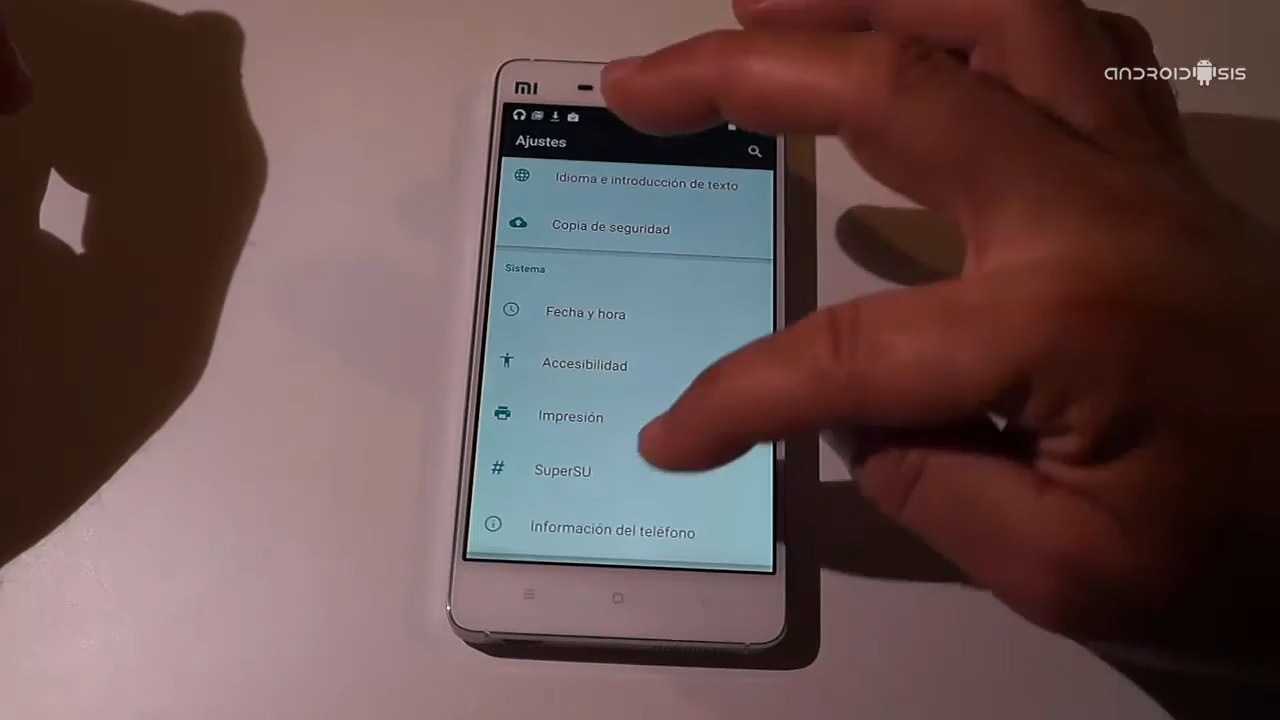 ANDROIDSIS
MI
Ajustes
Idioma e introducción de texto
Copia de seguridad
Sistema
Fecha y hora
Accesibilidad
Impresión
SuperSU
Información del teléfono